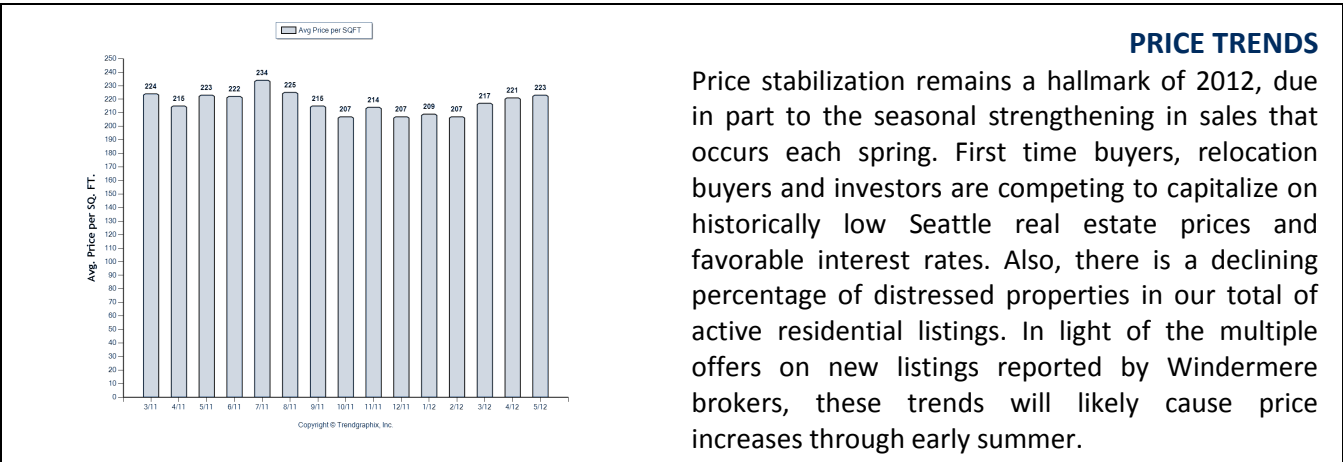 Avg Price per SQFT
Avg. Price per SQ. FT.
250
240
230
220
210
200
190
180
170
160
150
140
130
120
110
100
90
80
70
60
50
40
30
20
10
0
224 215 223 222 234 225 215 207 214 207 209 207 217 221 223
3/11 4/11 5/11 6/11 7/11 8/11 9/11 10/11 11/11 12/11 1/12 2/12 3/12 4/12 5/12
Copyright © Trendgraphix, Inc.
PRICE TRENDS
Price stabilization remains a hallmark of 2012, due
in part to the seasonal strengthening in sales that
occurs each spring. First time buyers, relocation
buyers and investors are competing to capitalize on
historically low Seattle real estate prices and
favorable interest rates. Also, there is a declining
percentage of distressed properties in our total of
active residential listings. In light of the multiple
offers on new listings reported by Windermere
brokers, these trends will likely cause price
increases through early summer.